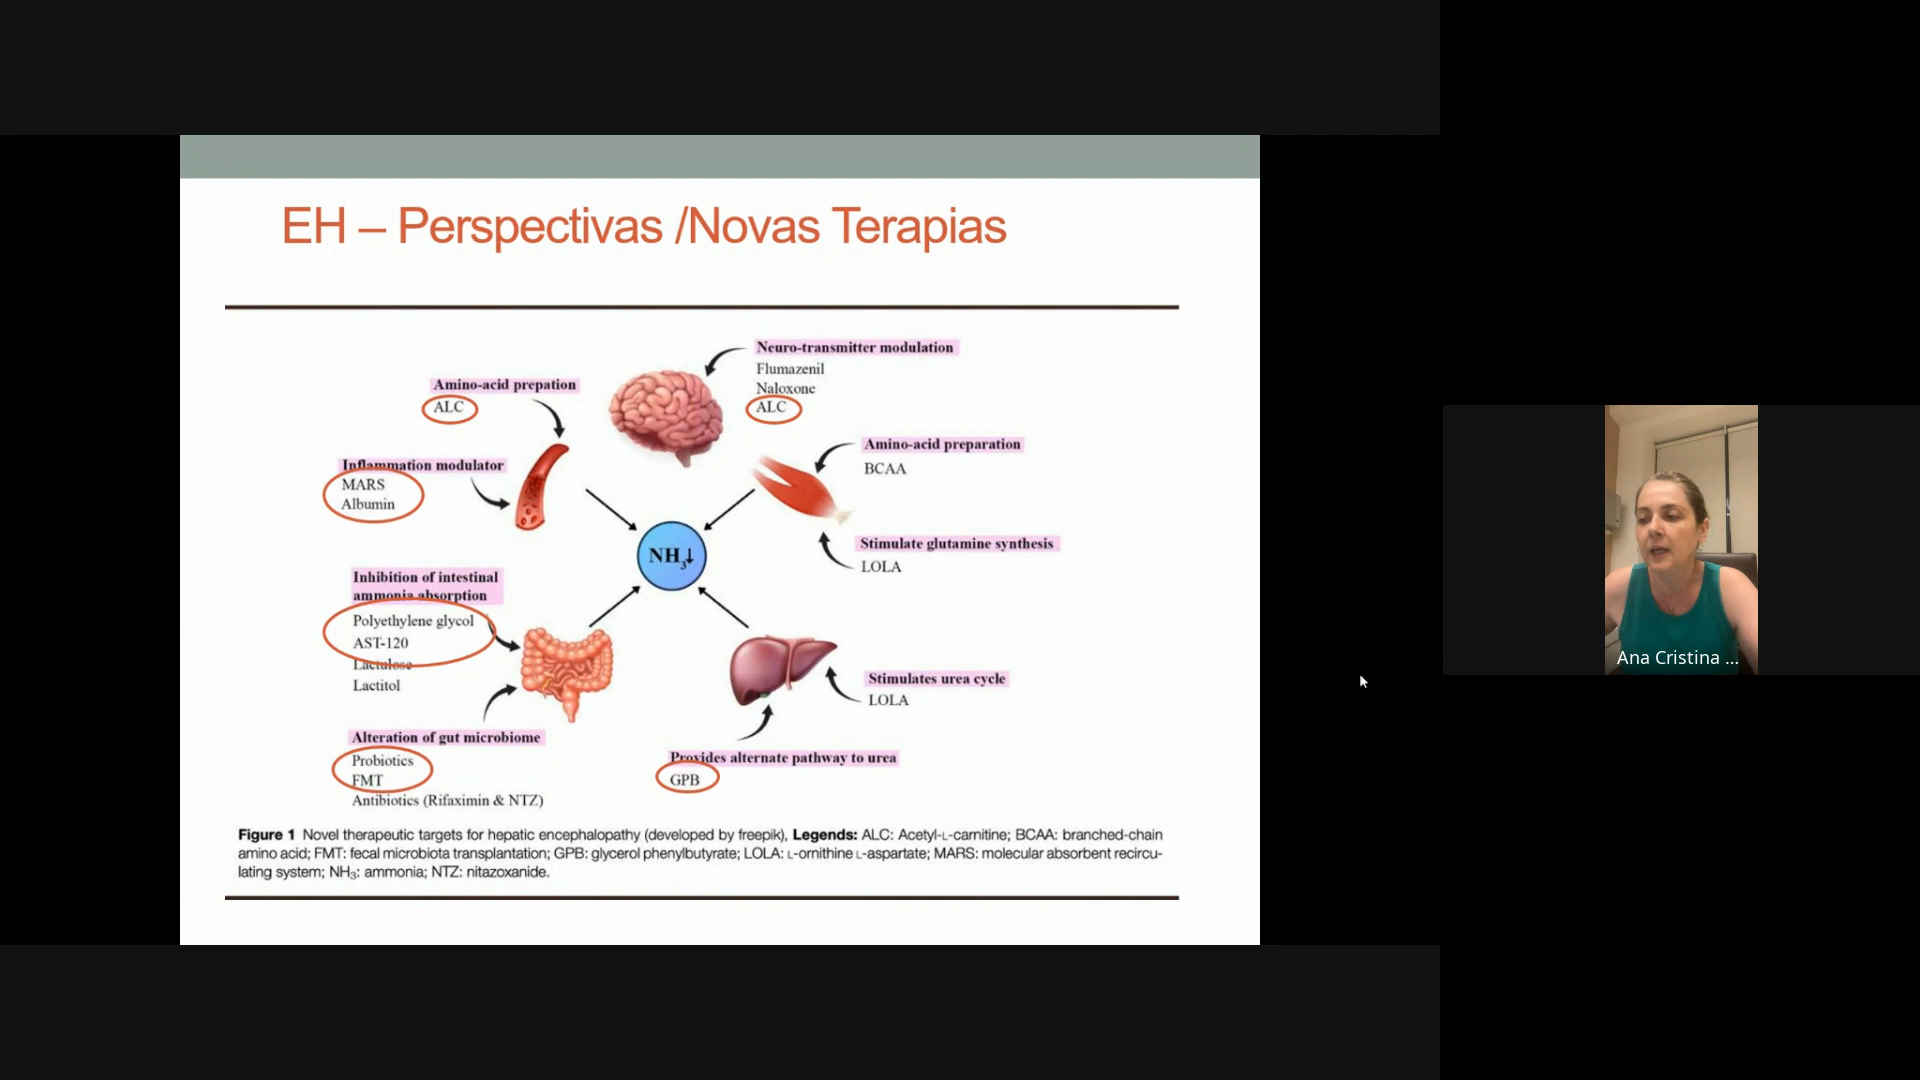 EH – Perspectivas /Novas Terapias
Neuro-transmitter modulation
Flumazenil
Naloxone
ALC
Amino-acid prepation
ALC
Amino-acid preparation
BCAA
Inflammation modulator
MARS
Albumin
NH3↓
Stimulate glutamine synthesis
LOLA
Inhibition of intestinal
ammonia absorption
Polyethylene glycol
AST-120
Lactulose
Lactitol
Stimulates urea cycle
LOLA
Alteration of gut microbiome
Probiotics
FMT
Antibiotics (Rifaximin & NTZ)
Provides alternate pathway to urea
GPB
Figure 1 Novel therapeutic targets for hepatic encephalopathy (developed by freepik), Legends: ALC: Acetyl-L-carnitine; BCAA: branched-chain
amino acid; FMT: fecal microbiota transplantation; GPB: glycerol phenylbutyrate; LOLA: L-ornithine L-aspartate; MARS: molecular absorbent recircu-
lating system; NH3: ammonia; NTZ: nitazoxanide.
Ana Cristina ...